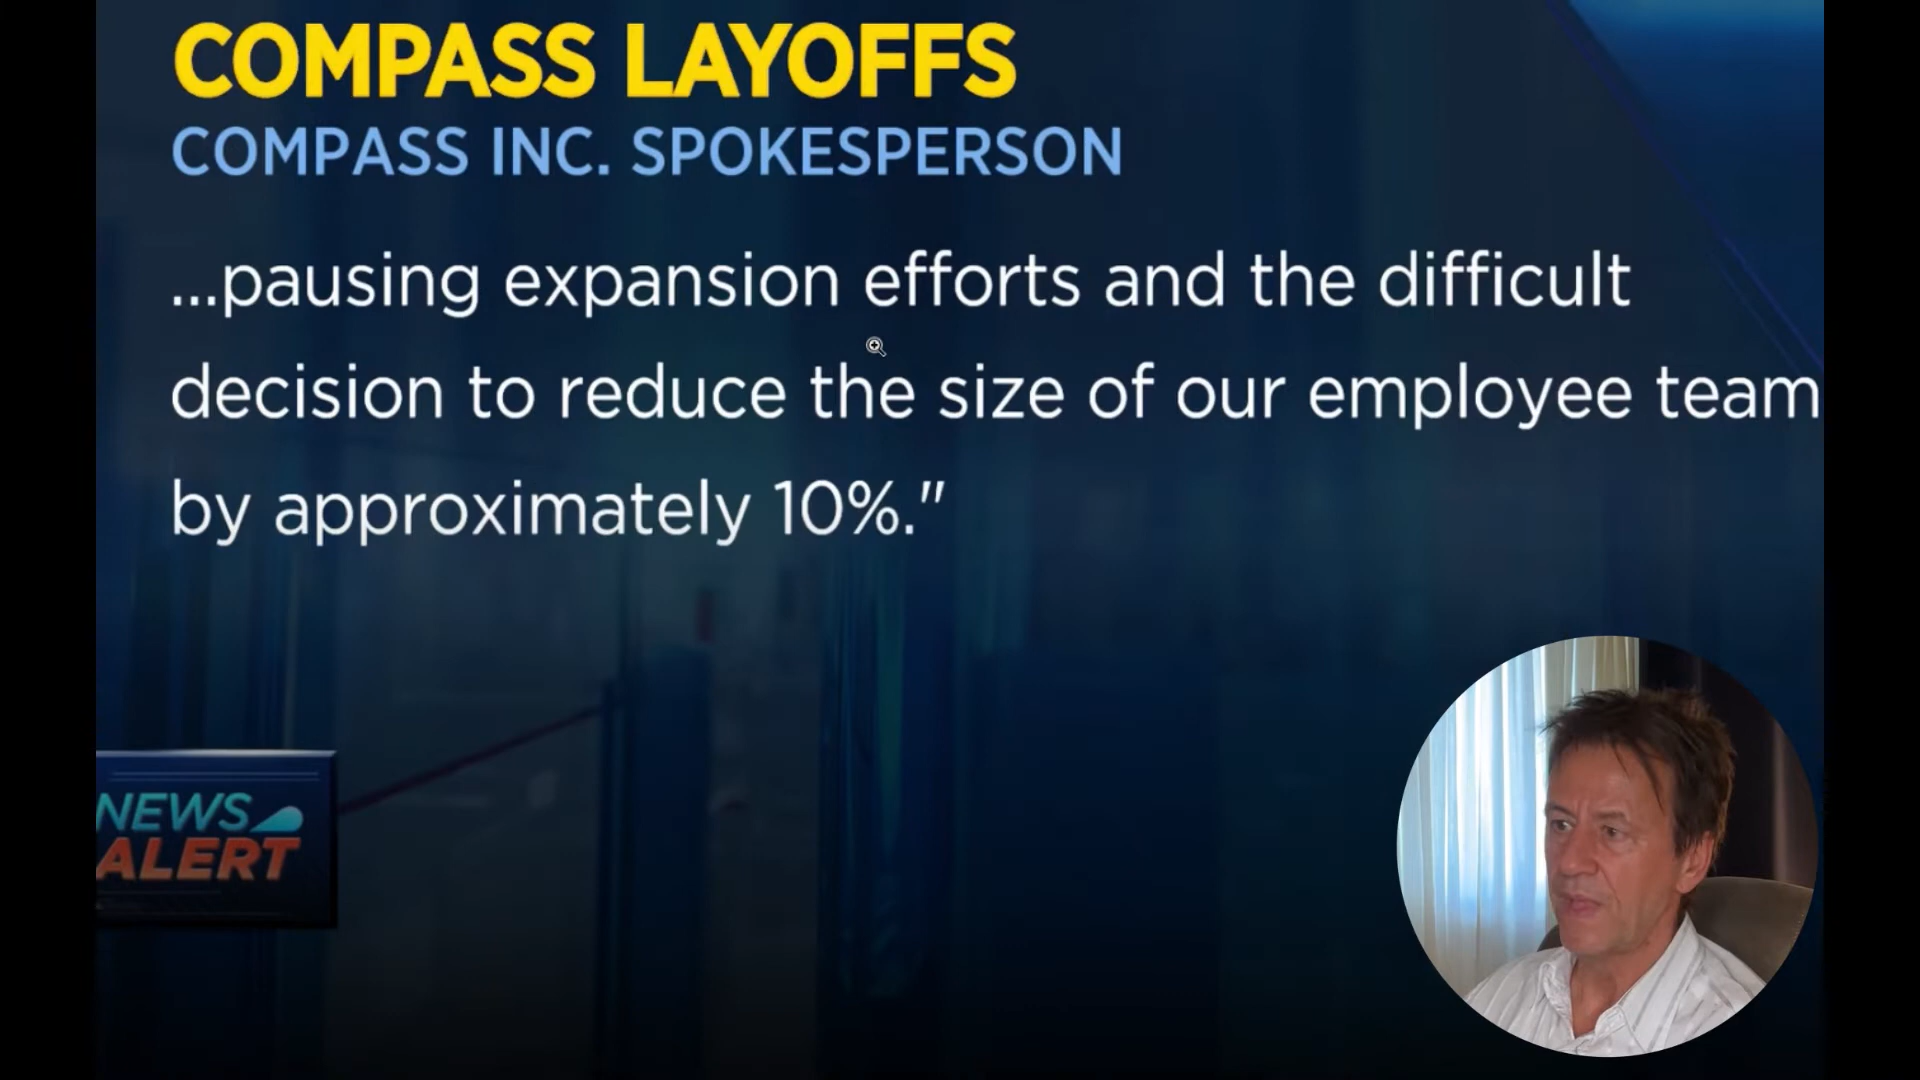 COMPASS LAYOFFS
COMPASS INC. SPOKESPERSON
...pausing expansion efforts and the difficult
decision to reduce the size of our employee team
by approximately 10%."
NEWS
ALERT